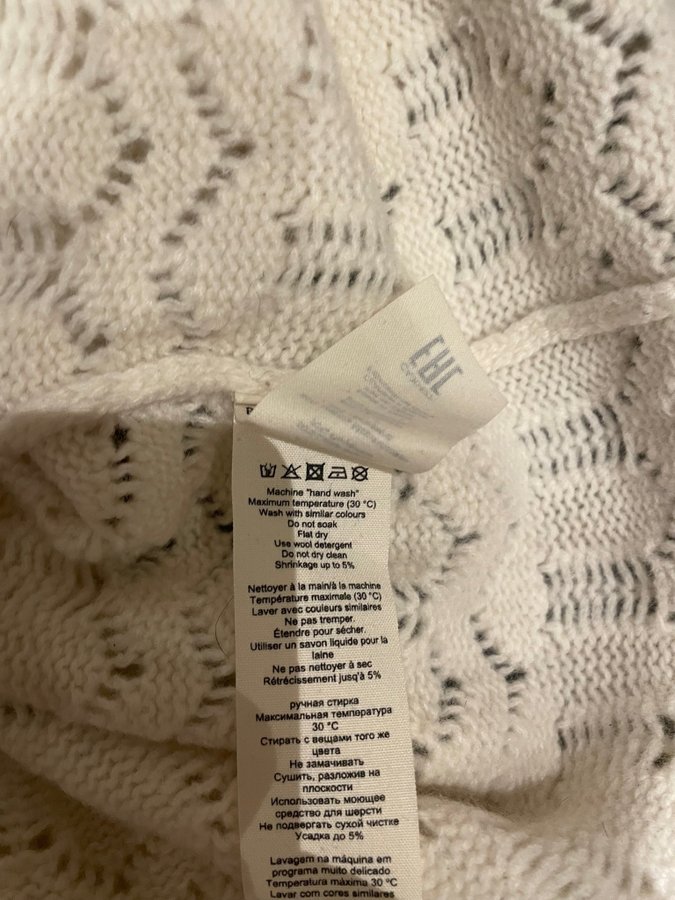 EAC
Machine "hand wash"
Maximum temperature (30 °C)
Wash with similar colours
Do not soak
Flat dry
Use wool detergent
Do not dry clean
Shrinkage up to 5%
Nettoyer à la main/à la machine
Température maximale (30 °C)
Laver avec couleurs similaires
Ne pas tremper.
Étendre pour sécher.
Utiliser un savon liquide pour la
laine
Ne pas nettoyer à sec
Rétrécissement jusqu'à 5%
ручная стирка
Максимальная температура
30 °C
Стирать с вещами того же
цвета
Не замачивать
Сушить, разложив на
плоскости
Использовать моющее
средство для шерсти
Не подвергать сухой чистке
Усадка до 5%
Lavagem na máquina em
programa muito delicado
Temperatura máxima 30 °C
Lavar com cores similares